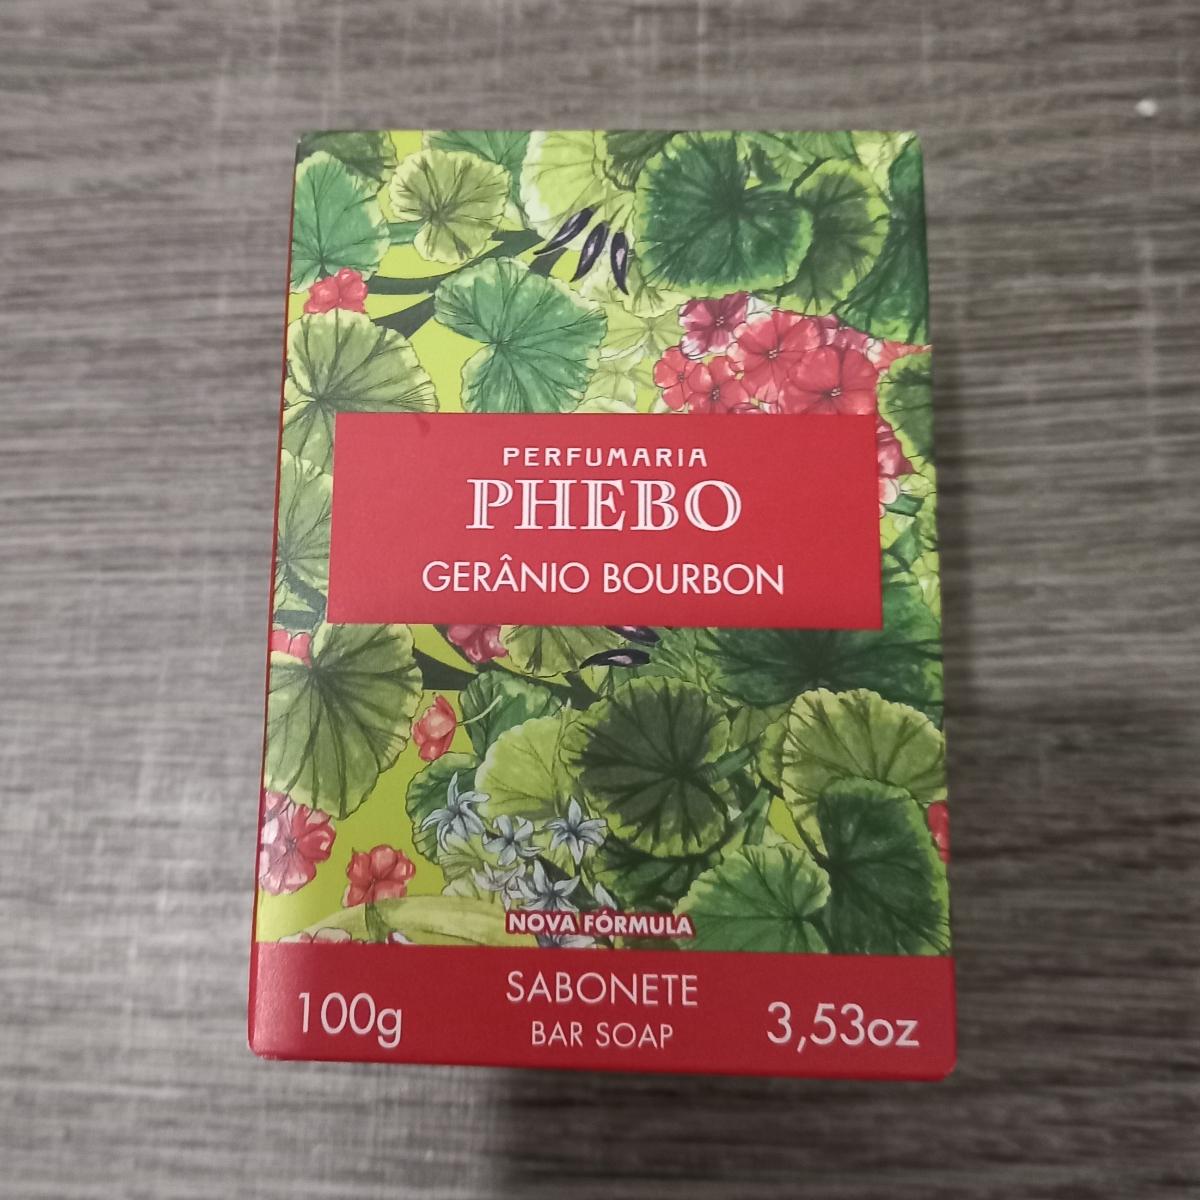 PERFUMARIA
PHEBO
GERÂNIO BOURBON
NOVA FÓRMULA
SABONETE
100g BAR SOAP 3,53oz